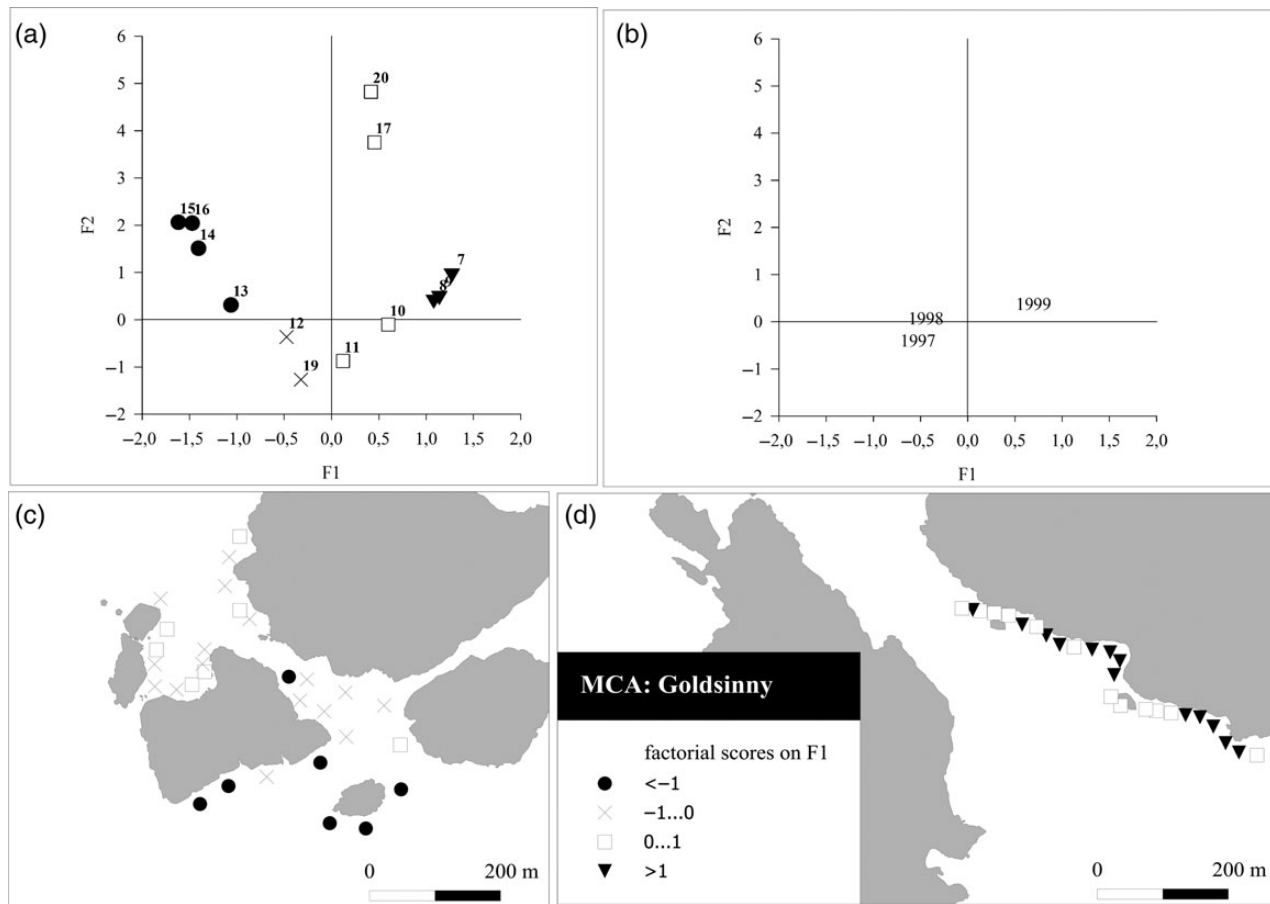 (a)
6
5
4
3
2
1
0
−1
−2
F2
20
17
15 16
14
13
12
19
11
10
7
9
8
−2,0 −1,5 −1,0 −0,5 0,0 0,5 1,0 1,5 2,0
F1
(b)
6
5
4
3
2
1
0
−1
−2
F2
1999
1998
1997
−2,0 −1,5 −1,0 −0,5 0,0 0,5 1,0 1,5 2,0
F1
(c)
0 200 m
(d)
MCA: Goldsinny
factorial scores on F1
<−1
−1...0
0...1
>1
0 200 m